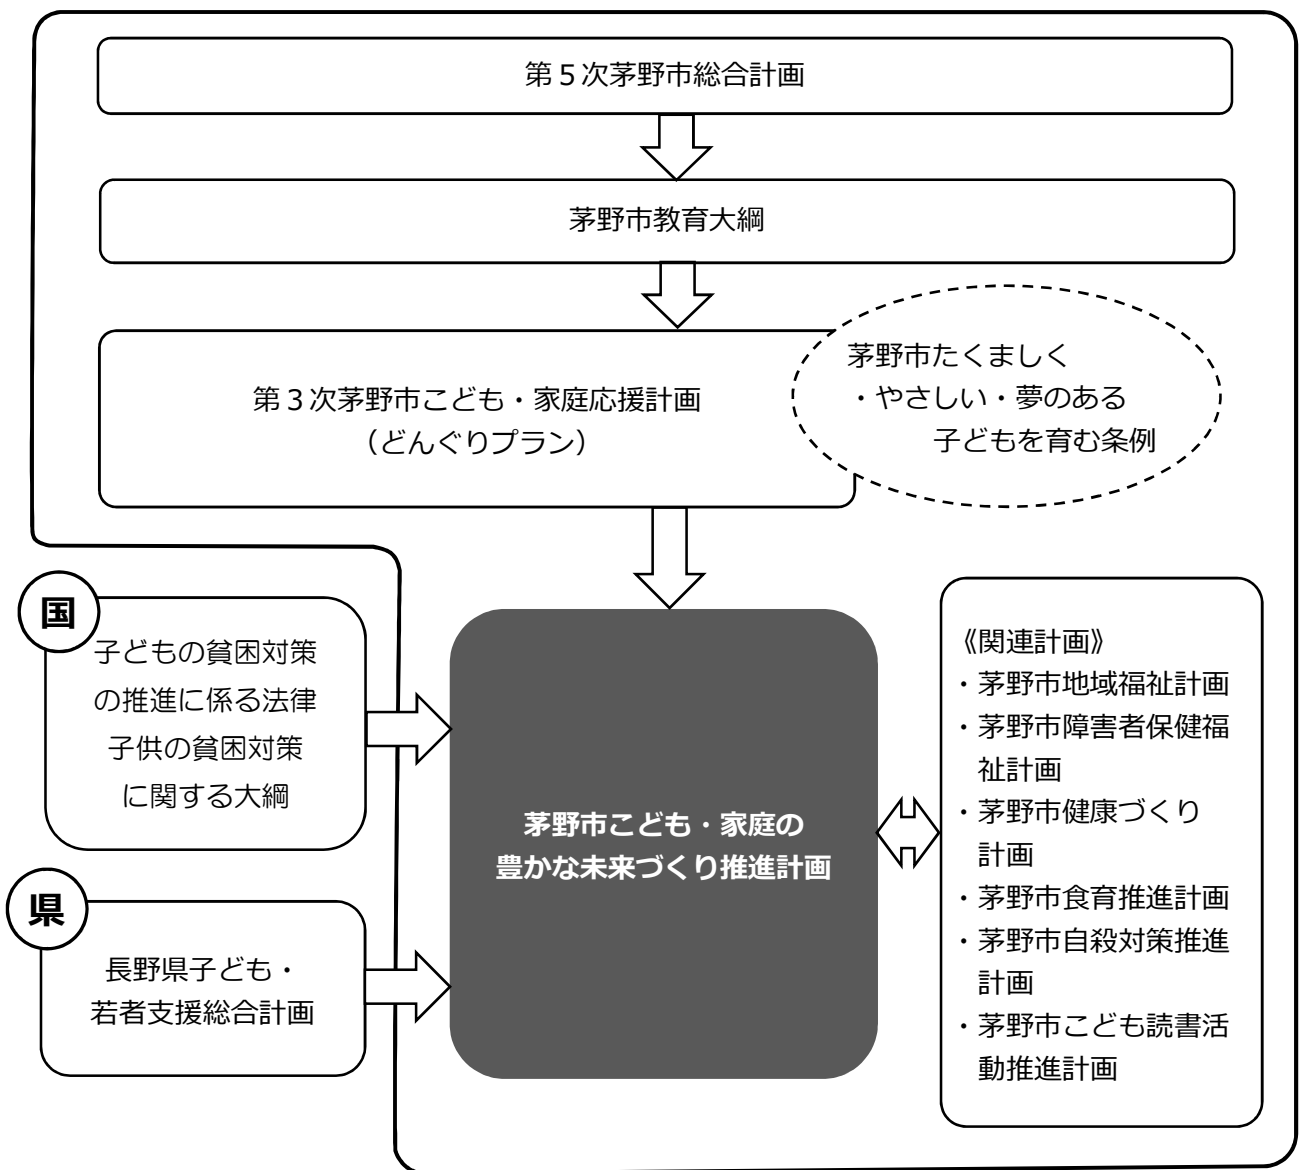 第５次茅野市総合計画
茅野市教育大綱
第３次茅野市こども・家庭応援計画
（どんぐりプラン）
茅野市たくましく
・やさしい・夢のある
子どもを育む条例
国
子どもの貧困対策
の推進に係る法律
子供の貧困対策
に関する大綱
県
長野県子ども・
若者支援総合計画
茅野市こども・家庭の
豊かな未来づくり推進計画
《関連計画》
・茅野市地域福祉計画
・茅野市障害者保健福
祉計画
・茅野市健康づくり
計画
・茅野市食育推進計画
・茅野市自殺対策推進
計画
・茅野市こども読書活
動推進計画